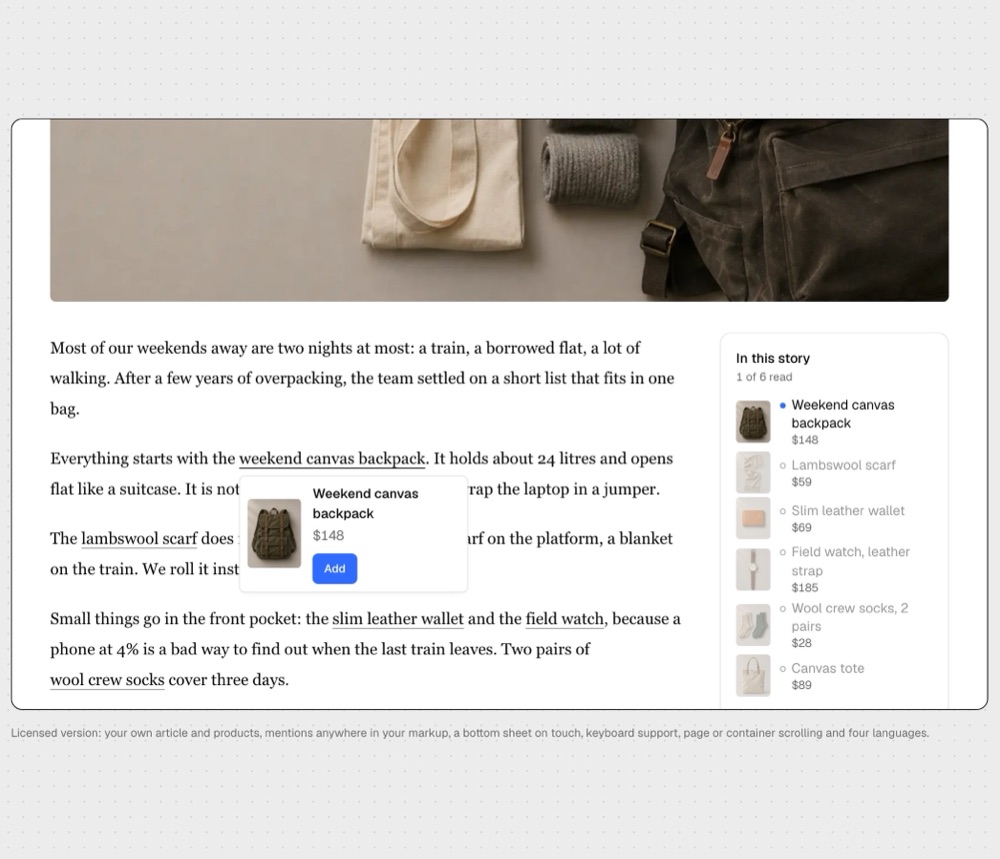 Most of our weekends away are two nights at most: a train, a borrowed flat, a lot of
walking. After a few years of overpacking, the team settled on a short list that fits in one
bag.
Everything starts with the weekend canvas backpack. It holds about 24 litres and opens
flat like a suitcase. It is not
rap the laptop in a jumper.
Weekend canvas
backpack
$148
Add
The lambswool scarf does
arf on the platform, a blanket
on the train. We roll it inst
Small things go in the front pocket: the slim leather wallet and the field watch, because a
phone at 4% is a bad way to find out when the last train leaves. Two pairs of
wool crew socks cover three days.
In this story
1 of 6 read
Weekend canvas
backpack
$148
Lambswool scarf
$59
Slim leather wallet
$69
Field watch, leather
strap
$185
Wool crew socks, 2
pairs
$28
Canvas tote
$89
Licensed version: your own article and products, mentions anywhere in your markup, a bottom sheet on touch, keyboard support, page or container scrolling and four languages.